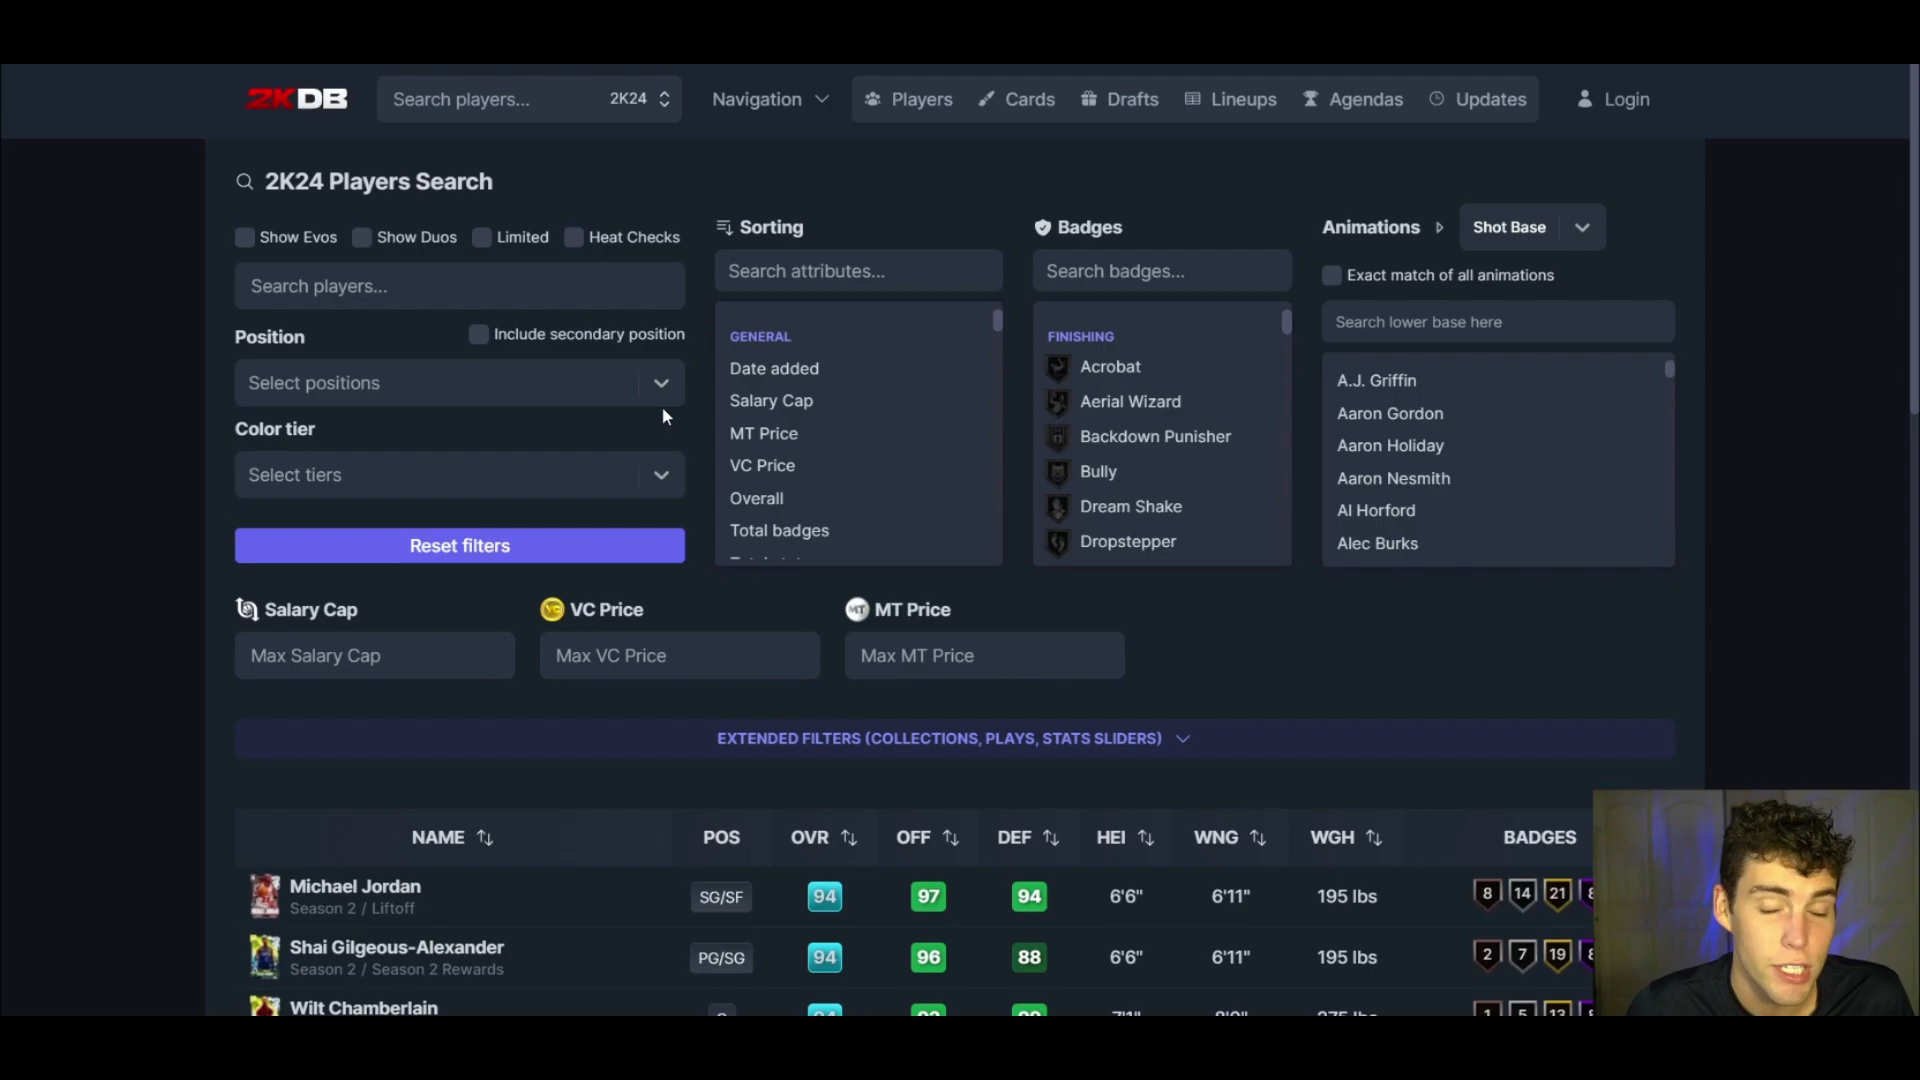 2KDB
Search players...
2K24
Navigation
Players
Cards
Drafts
Lineups
Agendas
Updates
Login
2K24 Players Search
Show Evos
Show Duos
Limited
Heat Checks
Search players...
Position
Include secondary position
Select positions
Color tier
Select tiers
Reset filters
Sorting
Search attributes...
GENERAL
Date added
Salary Cap
MT Price
VC Price
Overall
Total badges
Badges
Search badges...
FINISHING
Acrobat
Aerial Wizard
Backdown Punisher
Bully
Dream Shake
Dropstepper
Animations
Shot Base
Exact match of all animations
Search lower base here
A.J. Griffin
Aaron Gordon
Aaron Holiday
Aaron Nesmith
Al Horford
Alec Burks
Salary Cap
Max Salary Cap
VC
VC Price
Max VC Price
MT
MT Price
Max MT Price
EXTENDED FILTERS (COLLECTIONS, PLAYS, STATS SLIDERS)
NAME POS OVR OFF DEF HEI WNG WGH BADGES
Michael Jordan
Season 2 / Liftoff
SG/SF 94 97 94 6'6" 6'11" 195 lbs 8 14 21
Shai Gilgeous-Alexander
Season 2 / Season 2 Rewards
PG/SG 94 96 88 6'6" 6'11" 195 lbs 2 7 19
Wilt Chamberlain